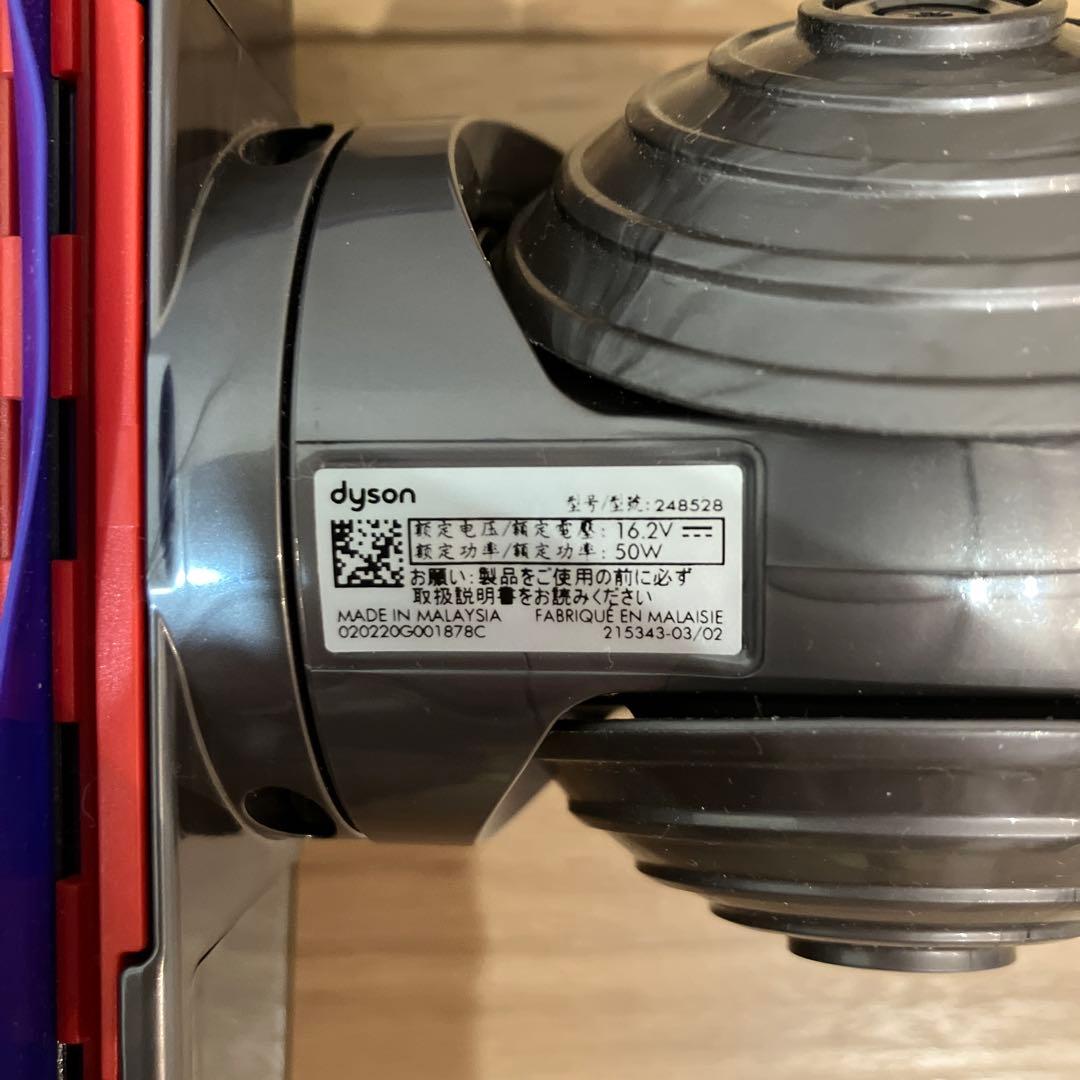 dyson
型号/型號: 248528
额定电压/額定電壓: 16.2V
额定功率/額定功率: 50W
お願い: 製品をご使用の前に必ず
取扱説明書をお読みください
MADE IN MALAYSIA FABRIQUÉ EN MALAISIE
020220G001878C 215343-03/02